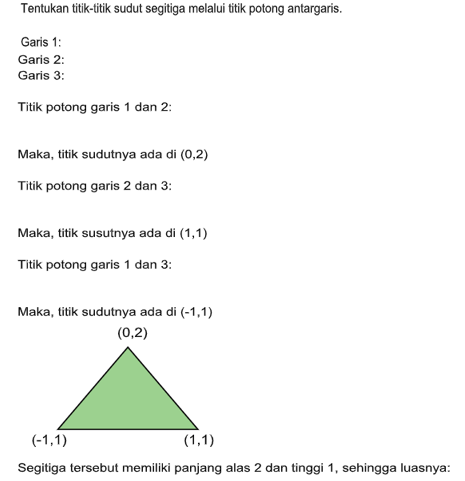 Tentukan titik-titik sudut segitiga melalui titik potong antargaris.
Garis 1:
Garis 2:
Garis 3:
Titik potong garis 1 dan 2:
Maka, titik sudutnya ada di (0,2)
Titik potong garis 2 dan 3:
Maka, titik susutnya ada di (1,1)
Titik potong garis 1 dan 3:
Maka, titik sudutnya ada di (-1,1)
(0,2)
(-1,1) (1,1)
Segitiga tersebut memiliki panjang alas 2 dan tinggi 1, sehingga luasnya: